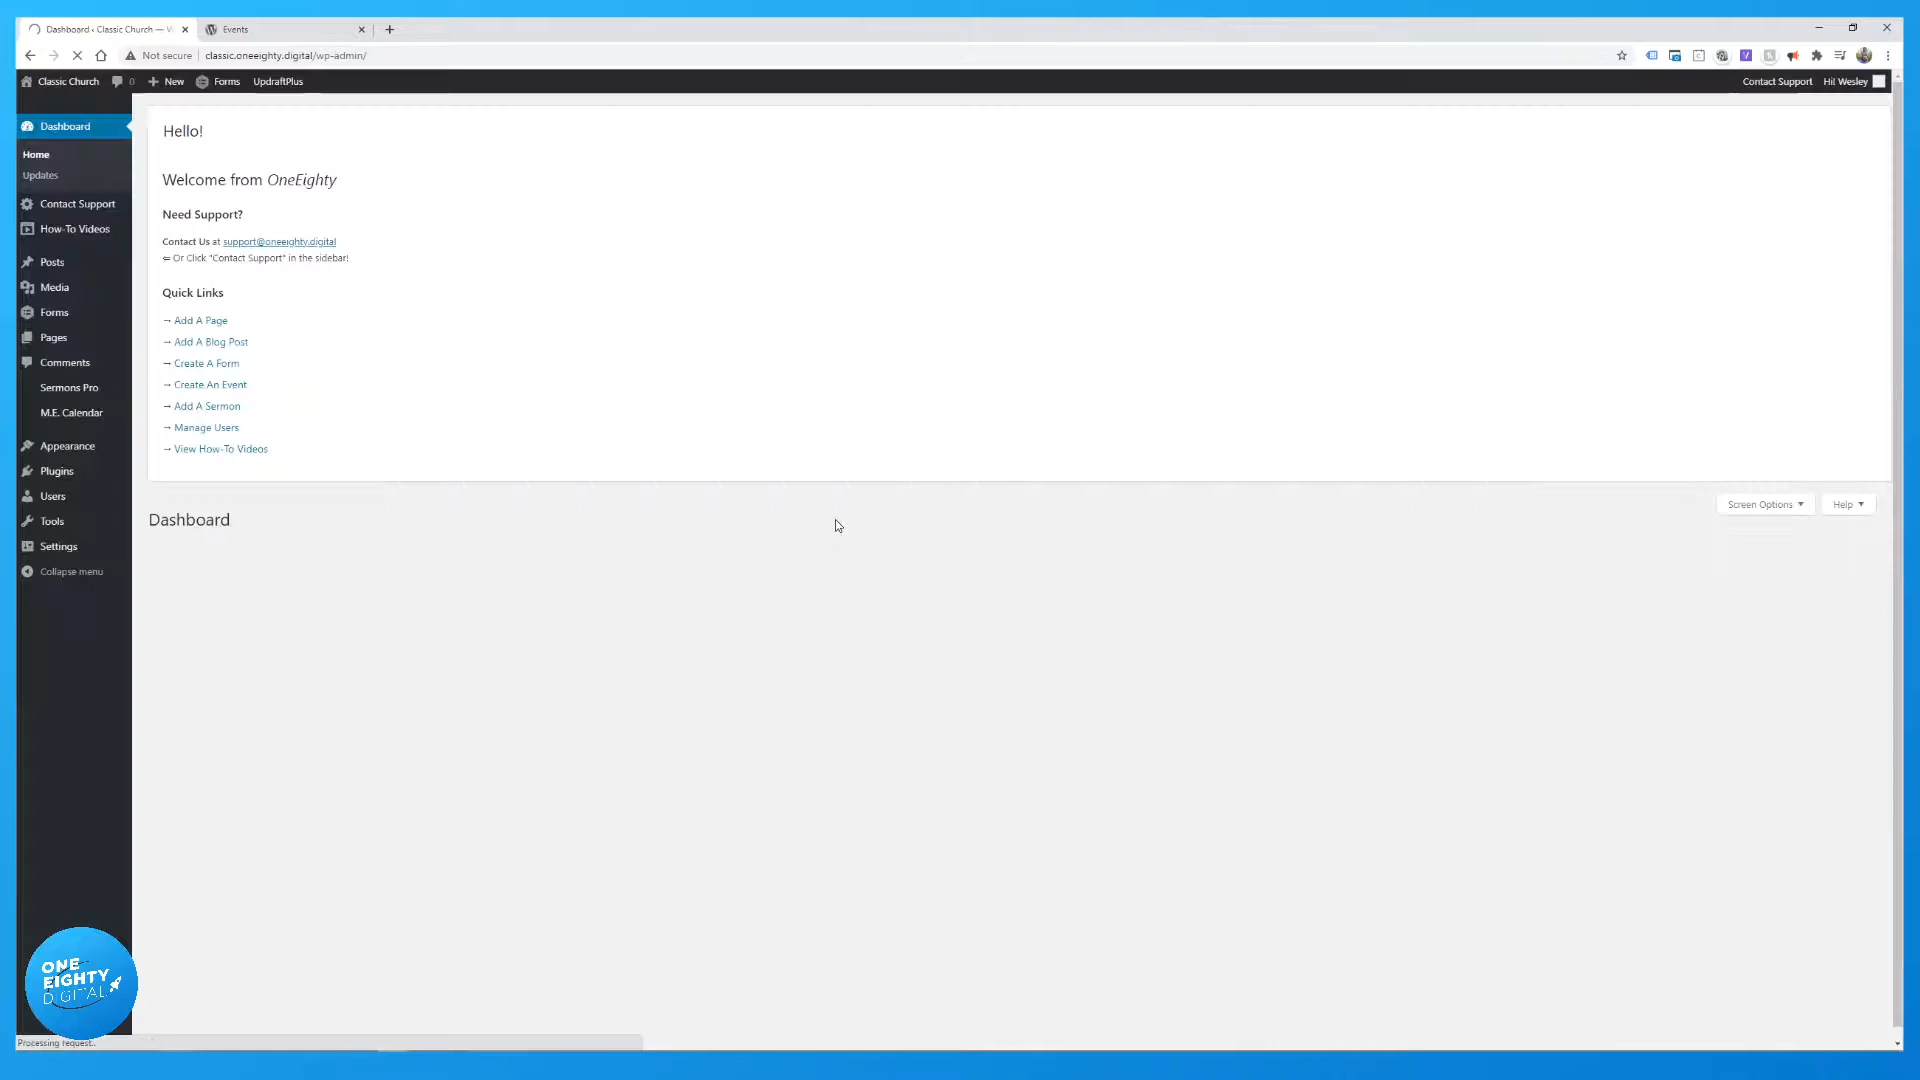 Dashboard ‹ Classic Church — W
Events
Not secure
classic.oneeighty.digital/wp-admin/
Classic Church
0
New
Forms
UpdraftPlus
Contact Support
Hi! Wesley
Dashboard
Home
Updates
Contact Support
How-To Videos
Posts
Media
Forms
Pages
Comments
Sermons Pro
M.E. Calendar
Appearance
Plugins
Users
Tools
Settings
Collapse menu
Hello!
Welcome from OneEighty
Need Support?
Contact Us at support@oneeighty.digital
⇐ Or Click "Contact Support" in the sidebar!
Quick Links
→ Add A Page
→ Add A Blog Post
→ Create A Form
→ Create An Event
→ Add A Sermon
→ Manage Users
→ View How-To Videos
Screen Options
Help
Dashboard
ONE
EIGHTY
DIGITAL
Processing request...